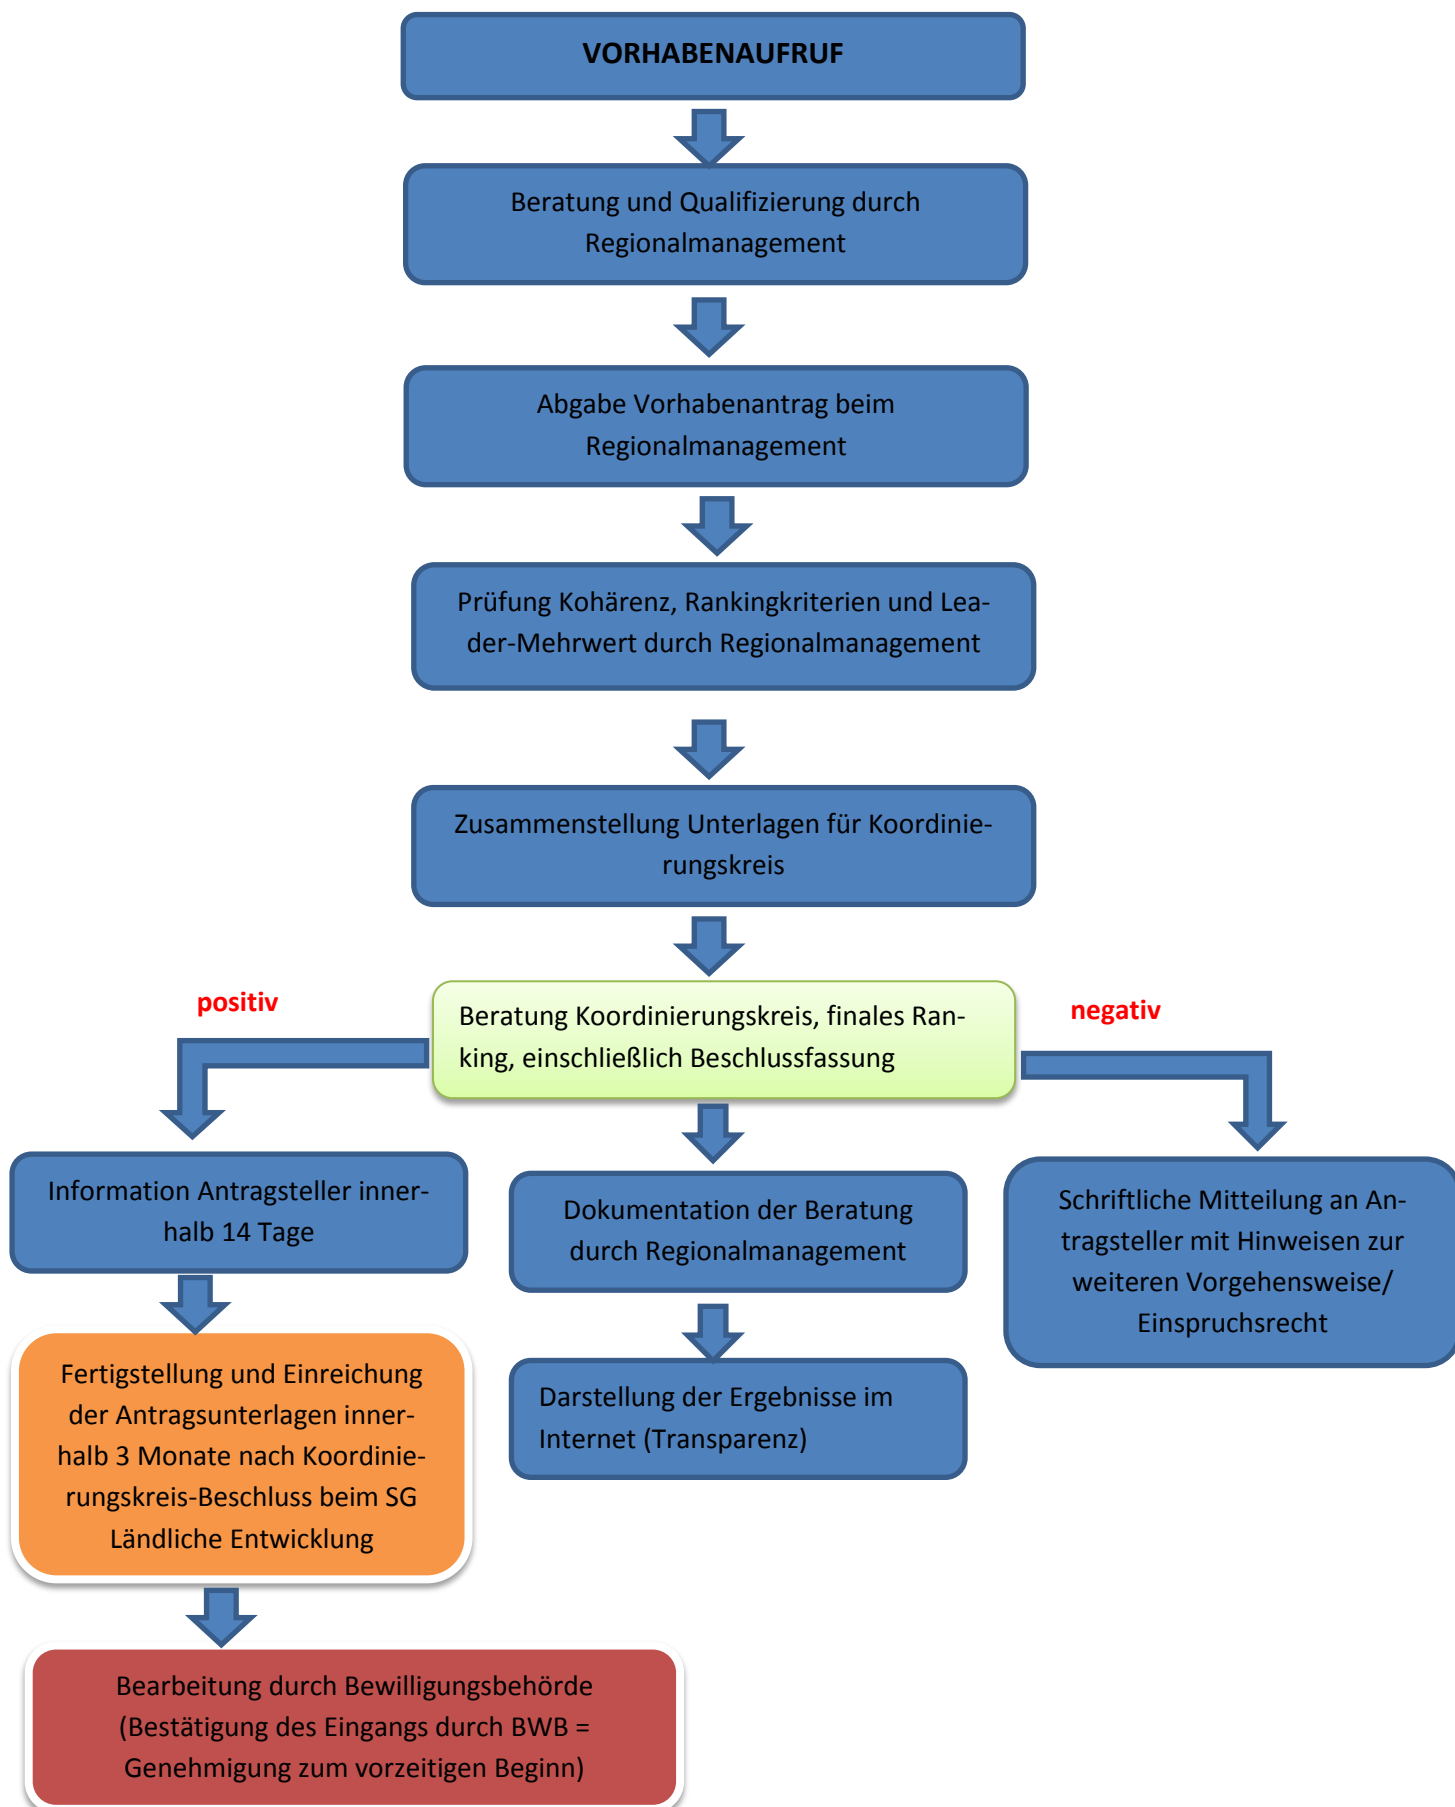 VORHABENAUFRUF
Beratung und Qualifizierung durch
Regionalmanagement
Abgabe Vorhabenantrag beim
Regionalmanagement
Prüfung Kohärenz, Rankingkriterien und Lea-
der-Mehrwert durch Regionalmanagement
Zusammenstellung Unterlagen für Koordinie-
rungskreis
positiv
Beratung Koordinierungskreis, finales Ran-
king, einschließlich Beschlussfassung
negativ
Information Antragsteller inner-
halb 14 Tage
Dokumentation der Beratung
durch Regionalmanagement
Schriftliche Mitteilung an An-
tragsteller mit Hinweisen zur
weiteren Vorgehensweise/
Einspruchsrecht
Fertigstellung und Einreichung
der Antragsunterlagen inner-
halb 3 Monate nach Koordinie-
rungskreis-Beschluss beim SG
Ländliche Entwicklung
Darstellung der Ergebnisse im
Internet (Transparenz)
Bearbeitung durch Bewilligungsbehörde
(Bestätigung des Eingangs durch BWB =
Genehmigung zum vorzeitigen Beginn)